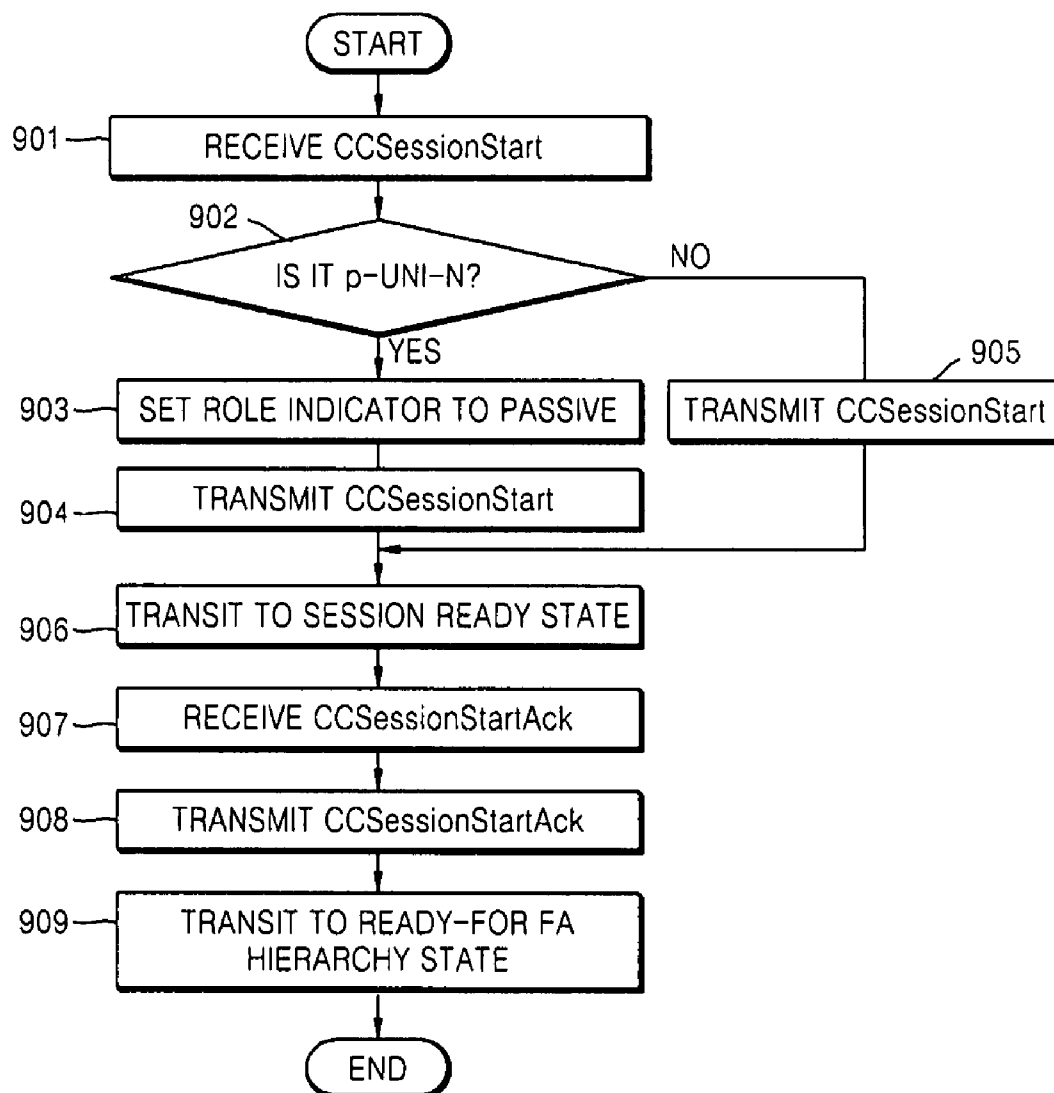 START
901
RECEIVE CCSessionStart
902
IS IT p-UNI-N?
NO
YES
905
903
SET ROLE INDICATOR TO PASSIVE
TRANSMIT CCSessionStart
904
TRANSMIT CCSessionStart
906
TRANSIT TO SESSION READY STATE
907
RECEIVE CCSessionStartAck
908
TRANSMIT CCSessionStartAck
909
TRANSIT TO READY-FOR FA
HIERARCHY STATE
END